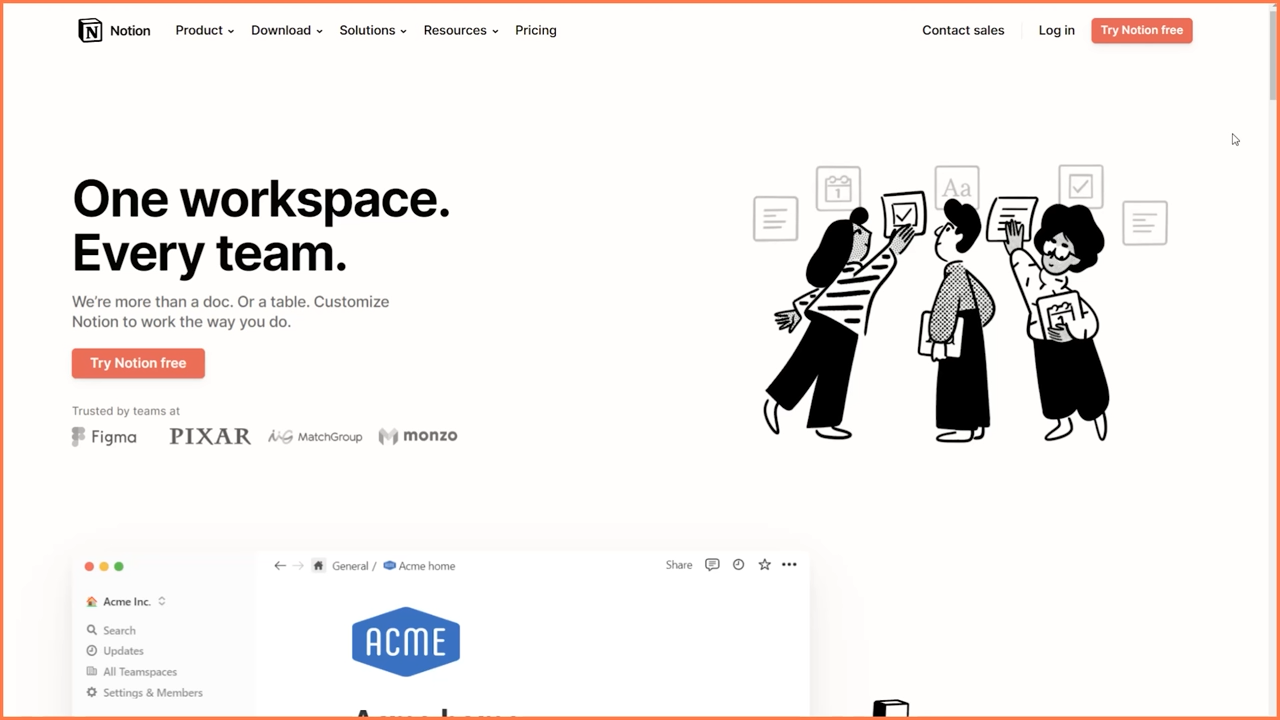 Notion Product Download Solutions Resources Pricing Contact sales Log in Try Notion free
One workspace.
Every team.
We're more than a doc. Or a table. Customize
Notion to work the way you do.
Try Notion free
Trusted by teams at
Figma PIXAR MatchGroup monzo
1 Aa
General / Acme home Share
Acme Inc.
Search
Updates
All Teamspaces
Settings & Members
ACME
Acme home